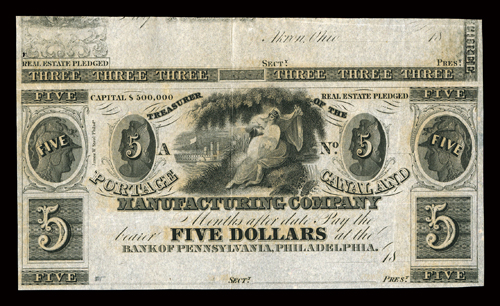 Akron, Ohio 18
REAL ESTATE PLEDGED SECT? PRES?
THREE THREE THREE THREE THREE THREE
THREE
FIVE CAPITAL $ 500,000 REAL ESTATE PLEDGED FIVE
TREASURER OF THE
FIVE 5 A No 5 FIVE
PORTAGE CANAL AND
MANUFACTURING COMPANY
Months after date Pay the
5 bearer FIVE DOLLARS at the 5
BANK OF PENNSYLVANIA, PHILADELPHIA.
18
FIVE SECT? PRES? FIVE